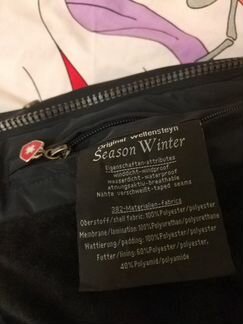 Original Wellensteyn
Season Winter
Eigenschaften-attributes
winddicht-windproof
wasserdicht-waterproof
atmungsaktiv-breathable
Nähte verschweißt-taped seams
382-Materialien-fabrics
Oberstoff/shell fabric: 100% Polyester/polyester
Membrane/lamination: 100% Polyurethan/polyurethane
Wattierung/padding: 100% Polyester/polyester
Futter/lining: 60% Polyester/polyester,
40% Polyamid/polyamide